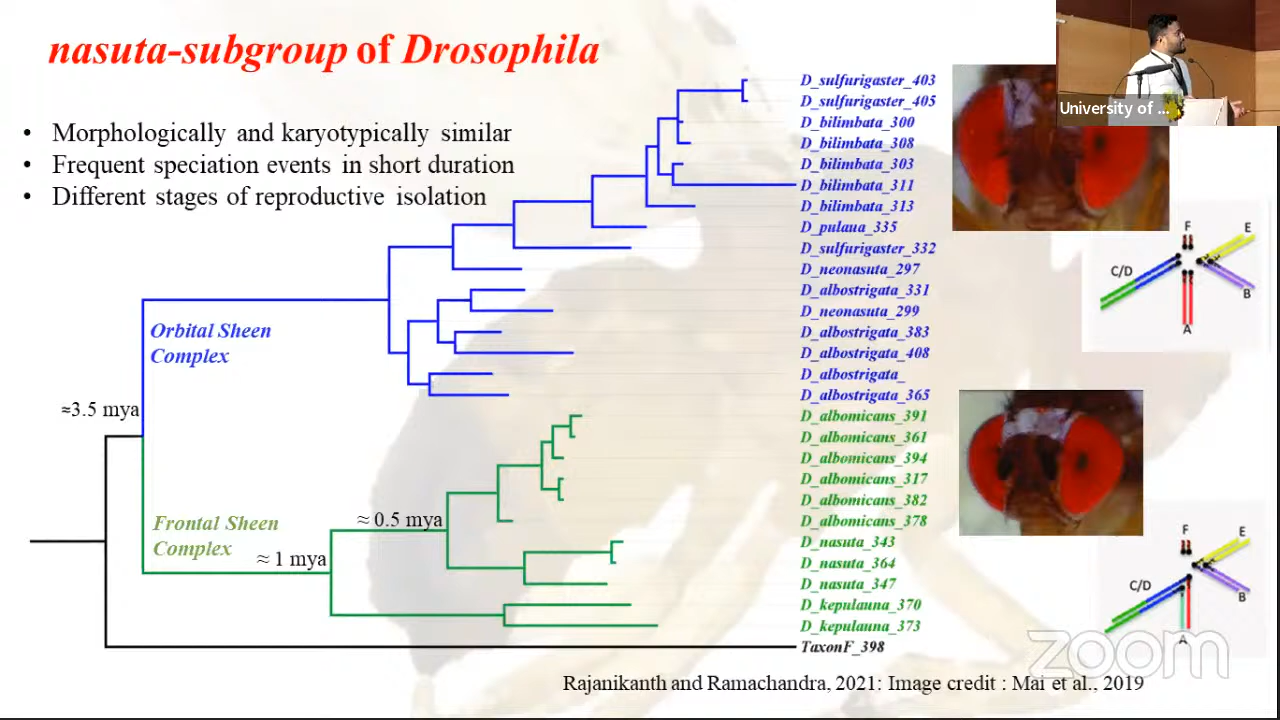 nasuta-subgroup of Drosophila
• Morphologically and karyotypically similar
• Frequent speciation events in short duration
• Different stages of reproductive isolation
University of ...
D_sulfurigaster_403
D_sulfurigaster_405
D_bilimbata_300
D_bilimbata_308
D_bilimbata_303
D_bilimbata_311
D_bilimbata_313
D_pulaua_335
D_sulfurigaster_332
D_neonasuta_297
D_albostrigata_331
D_neonasuta_299
D_albostrigata_383
D_albostrigata_408
D_albostrigata_
D_albostrigata_365
D_albomicans_391
D_albomicans_361
D_albomicans_394
D_albomicans_317
D_albomicans_382
D_albomicans_378
D_nasuta_343
D_nasuta_364
D_nasuta_347
D_kepulauna_370
D_kepulauna_373
TaxonF_398
Orbital Sheen
Complex
≈3.5 mya
Frontal Sheen
Complex
≈ 1 mya
≈ 0.5 mya
F
E
C/D
B
A
F
E
C/D
B
A
zoom
Rajanikanth and Ramachandra, 2021: Image credit : Mai et al., 2019